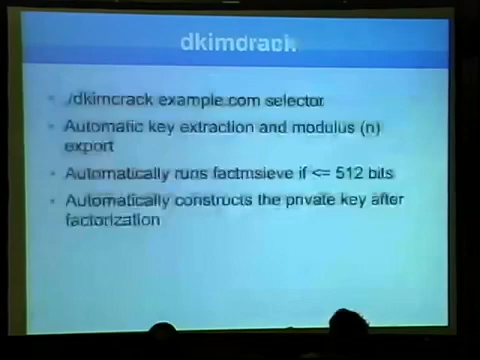 dkimcrack
./dkimcrack example.com selector
Automatic key extraction and modulus (n)
export
Automatically runs factmsieve if <= 512 bits
Automatically constructs the private key after
factorization